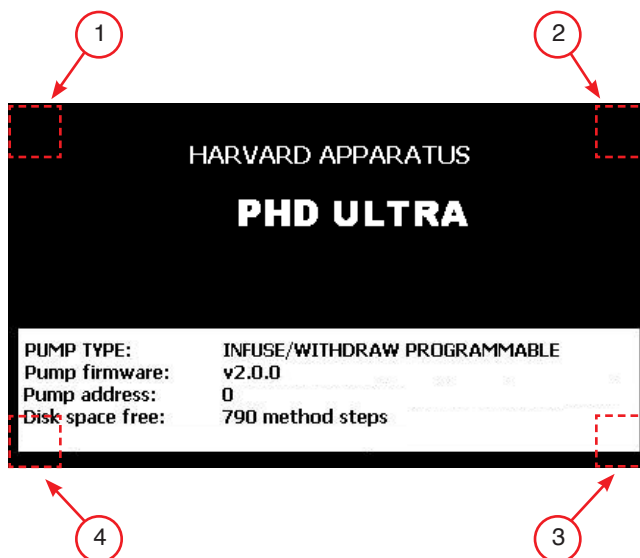 1 2
HARVARD APPARATUS
PHD ULTRA
PUMP TYPE: INFUSE/WITHDRAW PROGRAMMABLE
Pump firmware: v2.0.0
Pump address: 0
Disk space free: 790 method steps
4 3